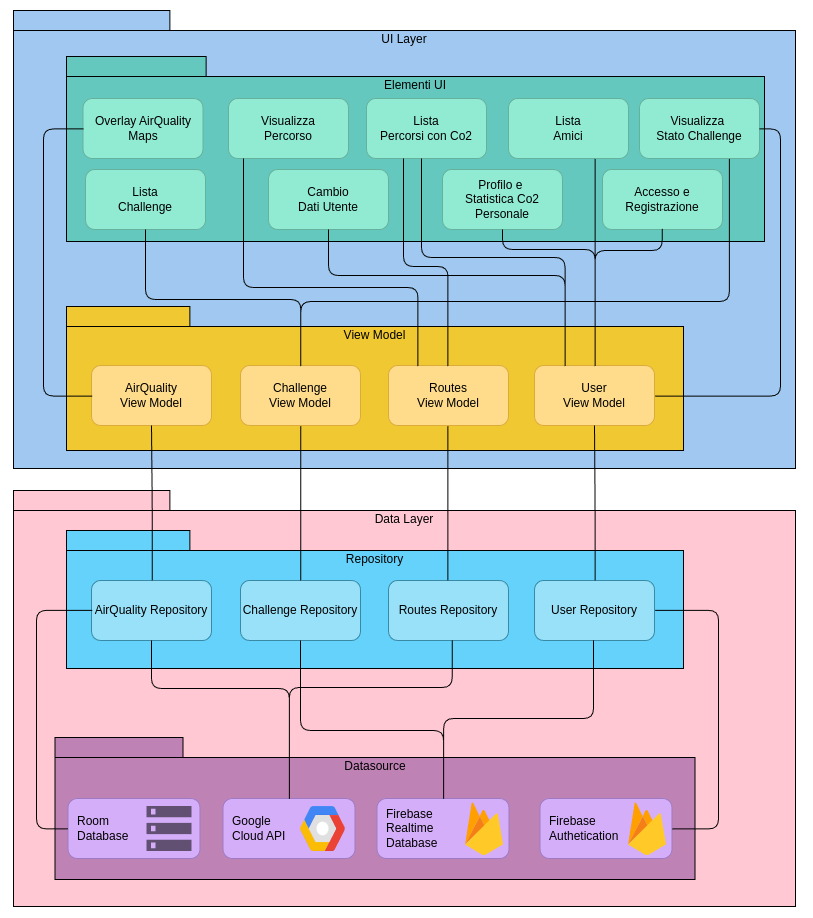 UI Layer
Elementi UI
Overlay AirQuality
Maps
Visualizza
Percorso
Lista
Percorsi con Co2
Lista
Amici
Visualizza
Stato Challenge
Lista
Challenge
Cambio
Dati Utente
Profilo e
Statistica Co2
Personale
Accesso e
Registrazione
View Model
AirQuality
View Model
Challenge
View Model
Routes
View Model
User
View Model
Data Layer
Repository
AirQuality Repository
Challenge Repository
Routes Repository
User Repository
Datasource
Room
Database
Google
Cloud API
Firebase
Realtime
Database
Firebase
Authetication